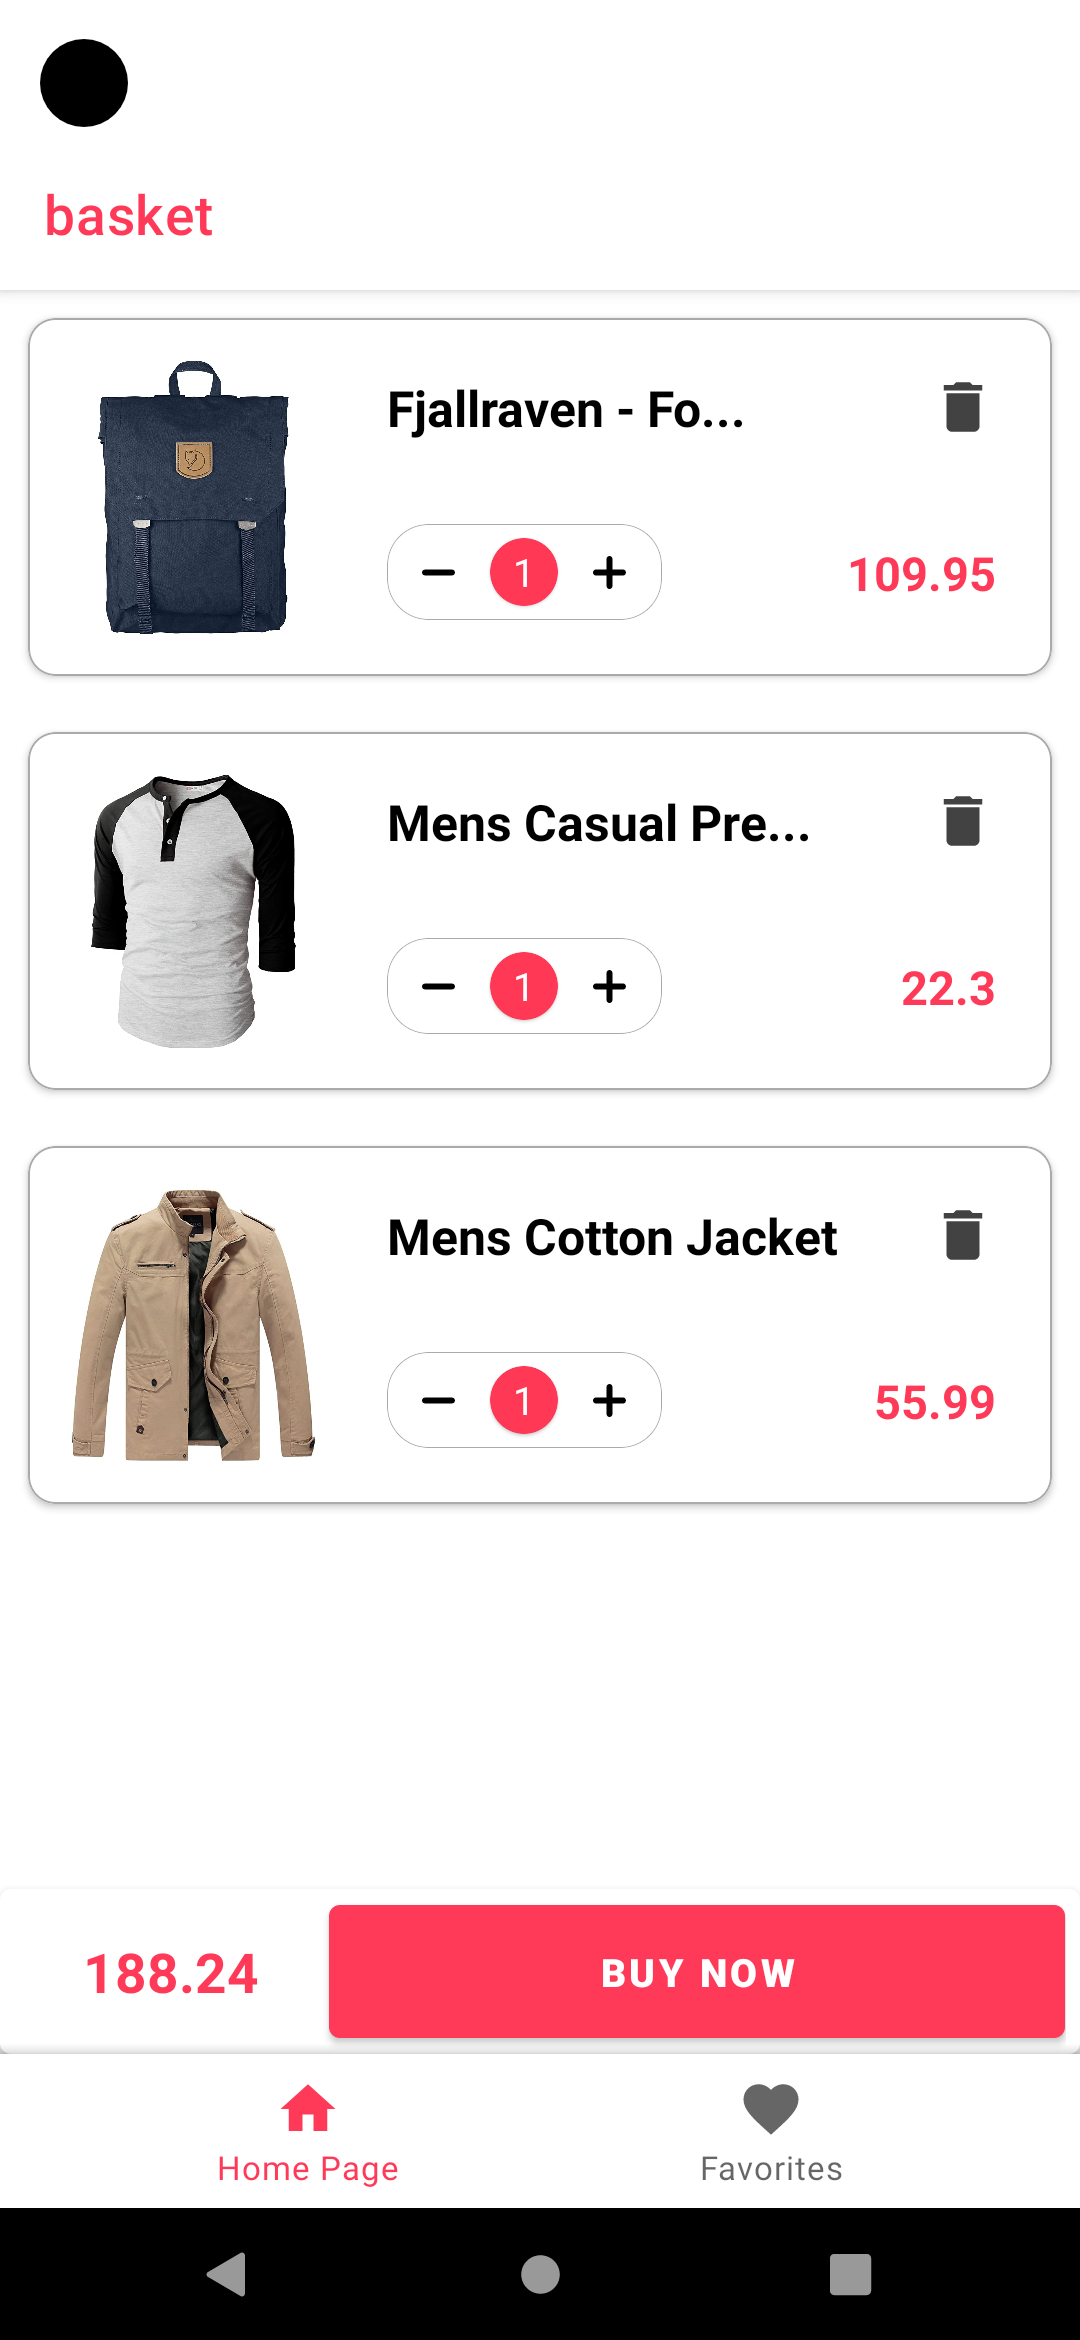 basket
Fjallraven - Fo...
1
109.95
Mens Casual Pre...
1
22.3
Mens Cotton Jacket
1
55.99
188.24
BUY NOW
Home Page
Favorites